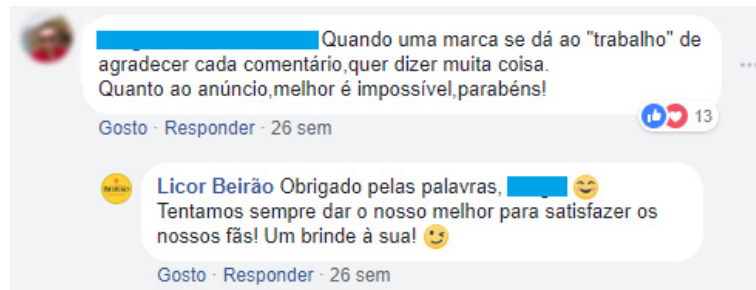 Quando uma marca se dá ao "trabalho" de
agradecer cada comentário,quer dizer muita coisa.
Quanto ao anúncio,melhor é impossível,parabéns!
13
Gosto · Responder · 26 sem
Licor Beirão Obrigado pelas palavras,
Tentamos sempre dar o nosso melhor para satisfazer os
nossos fãs! Um brinde à sua!
Gosto · Responder · 26 sem